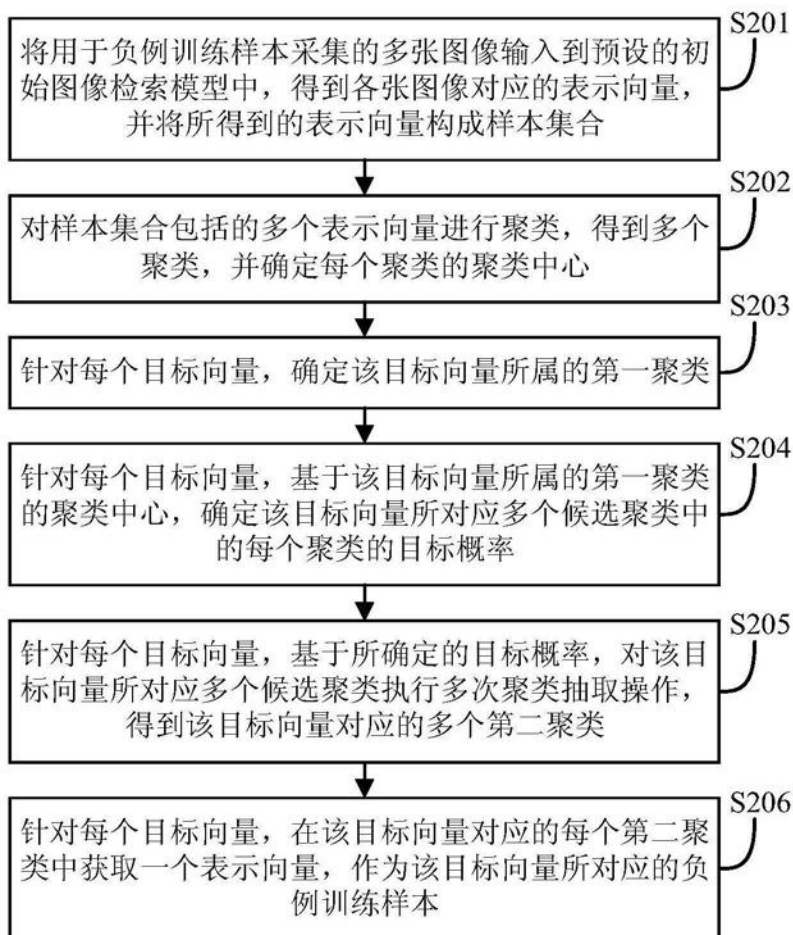 S201
将用于负例训练样本采集的多张图像输入到预设的初
始图像检索模型中，得到各张图像对应的表示向量，
并将所得到的表示向量构成样本集合
S202
对样本集合包括的多个表示向量进行聚类，得到多个
聚类，并确定每个聚类的聚类中心
S203
针对每个目标向量，确定该目标向量所属的第一聚类
S204
针对每个目标向量，基于该目标向量所属的第一聚类
的聚类中心，确定该目标向量所对应多个候选聚类中
的每个聚类的目标概率
S205
针对每个目标向量，基于所确定的目标概率，对该目
标向量所对应多个候选聚类执行多次聚类抽取操作，
得到该目标向量对应的多个第二聚类
S206
针对每个目标向量，在该目标向量对应的每个第二聚
类中获取一个表示向量，作为该目标向量所对应的负
例训练样本